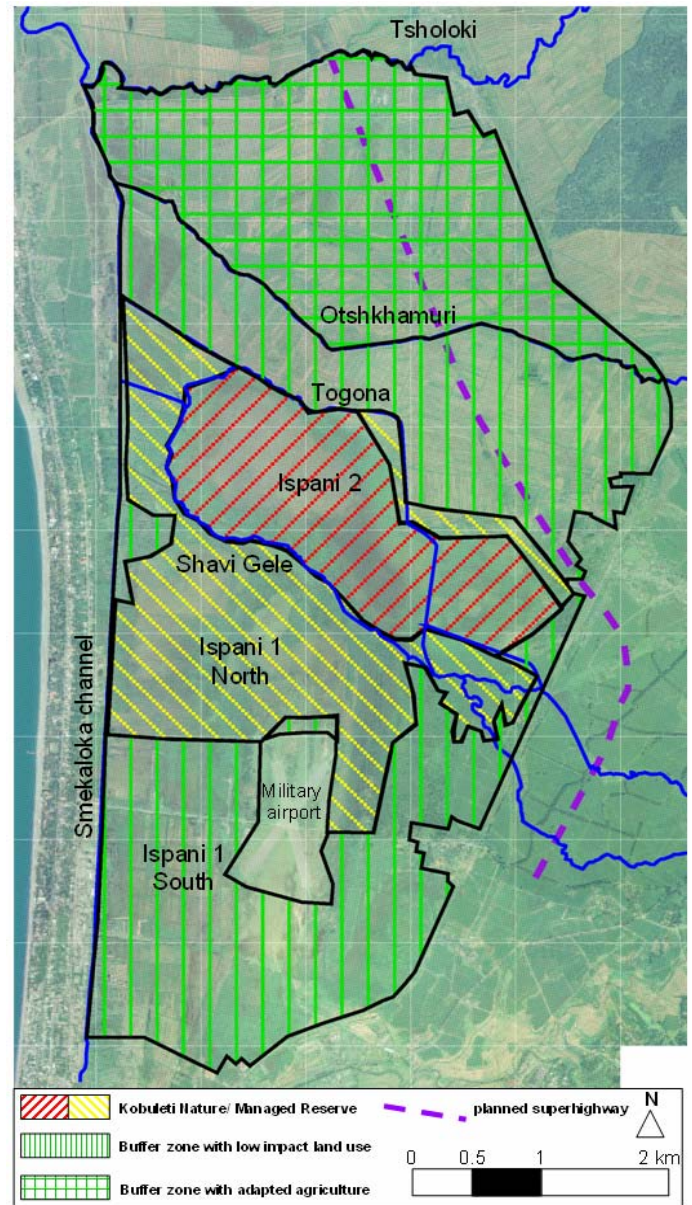 Tsholoki
Otshkhamuri
Togona
Ispani 2
Shavi Gele
Ispani 1
North
Smekaloka channel
Military
airport
Ispani 1
South
Kobuleti Nature/ Managed Reserve
planned superhighway
N
Buffer zone with low impact land use
0 0.5 1 2 km
Buffer zone with adapted agriculture